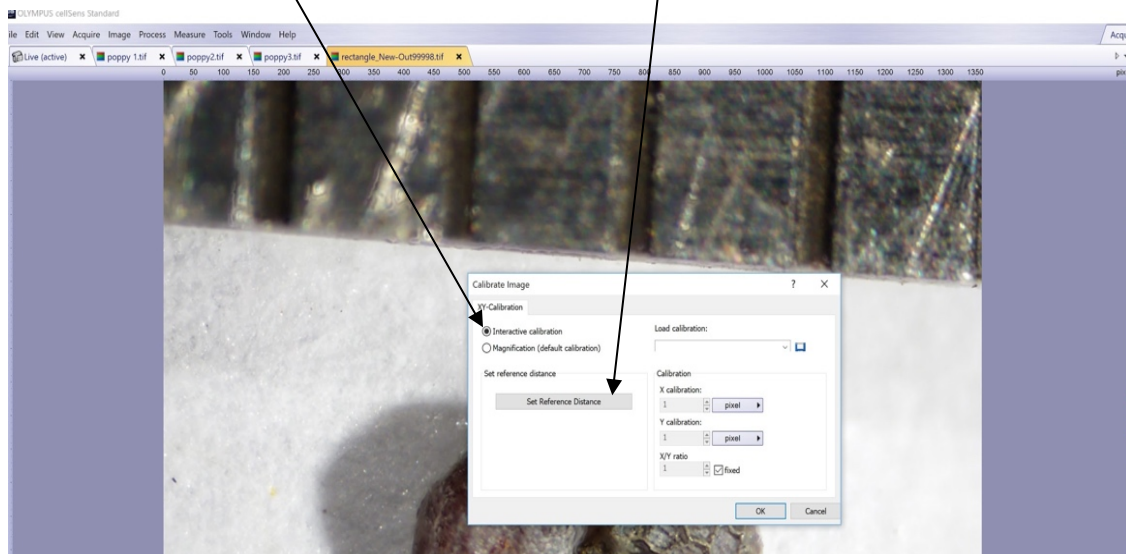 OLYMPUS cellSens Standard
ile Edit View Acquire Image Process Measure Tools Window Help
Acqu
Live (active) poppy 1.tif poppy2.tif poppy3.tif rectangle_New-Out99998.tif
0 50 100 150 200 250 300 350 400 450 500 550 600 650 700 750 800 850 900 950 1000 1050 1100 1150 1200 1250 1300 1350
pix
Calibrate Image ? X
XY-Calibration
Interactive calibration
Magnification (default calibration)
Load calibration:
Set reference distance
Set Reference Distance
Calibration
X calibration:
1 pixel
Y calibration:
1 pixel
X/Y ratio
1 fixed
OK Cancel